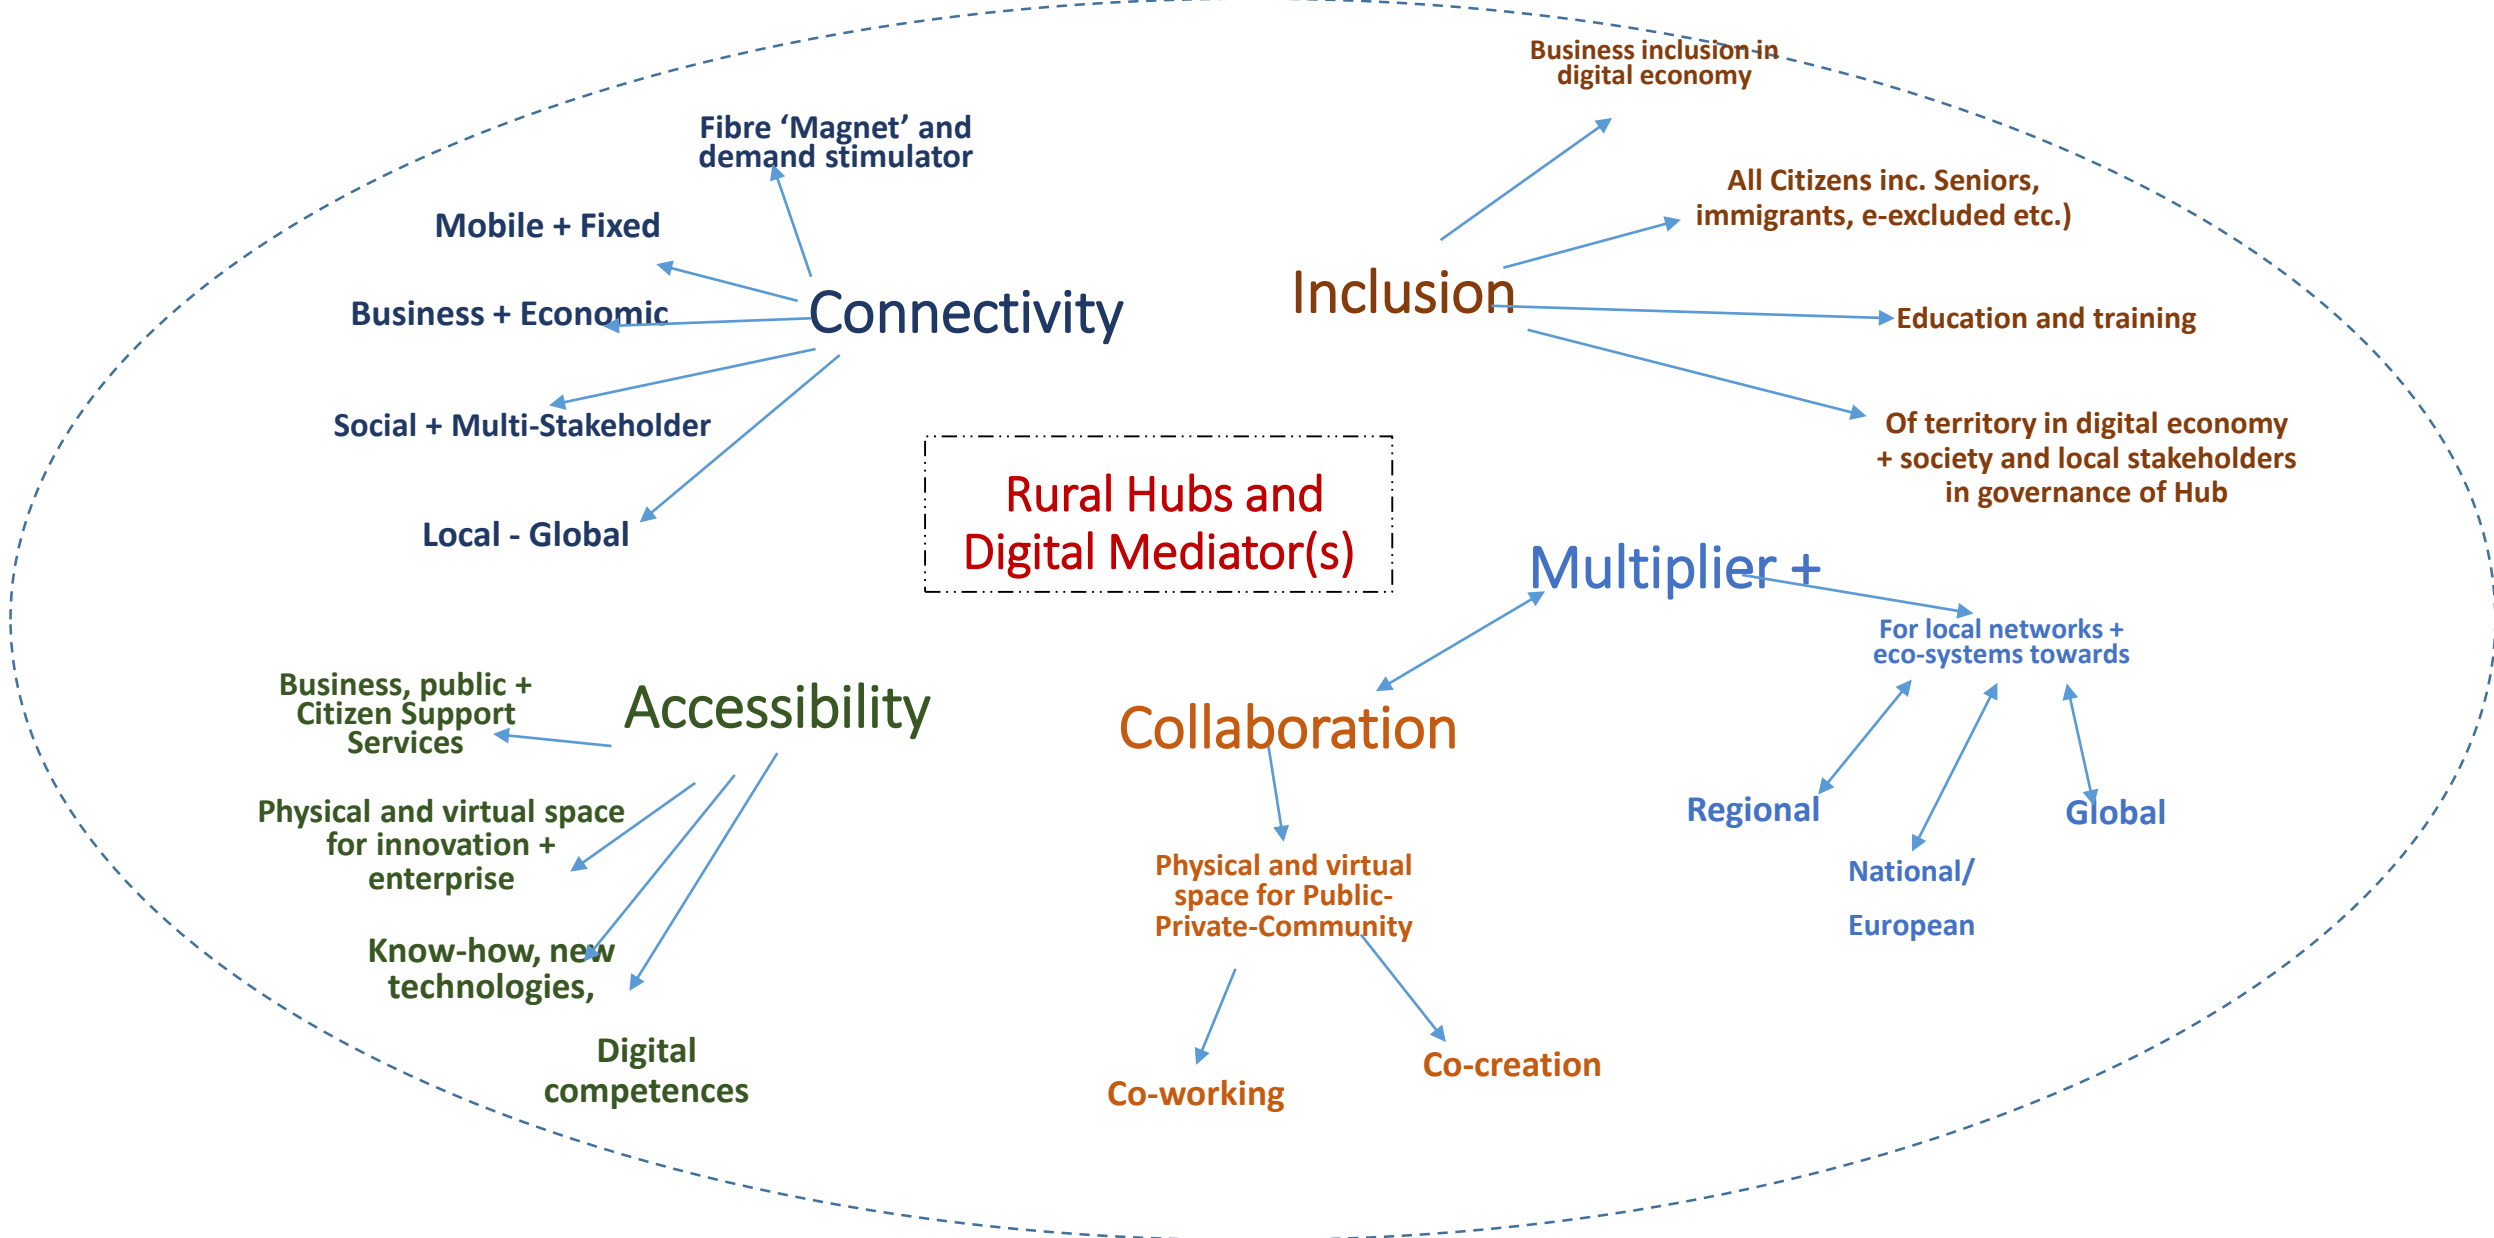 Business inclusion in
digital economy
Fibre ‘Magnet’ and
demand stimulator
All Citizens inc. Seniors,
immigrants, e-excluded etc.)
Mobile + Fixed
Inclusion
Connectivity
Business + Economic
Education and training
Social + Multi-Stakeholder
Of territory in digital economy
+ society and local stakeholders
in governance of Hub
Local - Global
Rural Hubs and
Digital Mediator(s)
Multiplier +
For local networks +
eco-systems towards
Business, public +
Citizen Support
Services
Accessibility
Collaboration
Regional
Global
National/
European
Physical and virtual space
for innovation +
enterprise
Physical and virtual
space for Public-
Private-Community
Know-how, new
technologies,
Digital
competences
Co-working
Co-creation